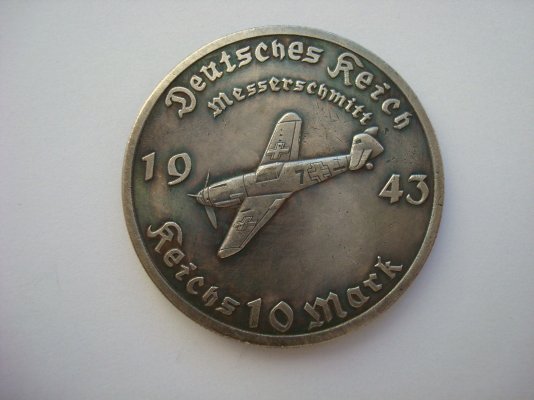 Deutsches Reich
Messerschmitt
19 43
7
Reichs 10 Mark